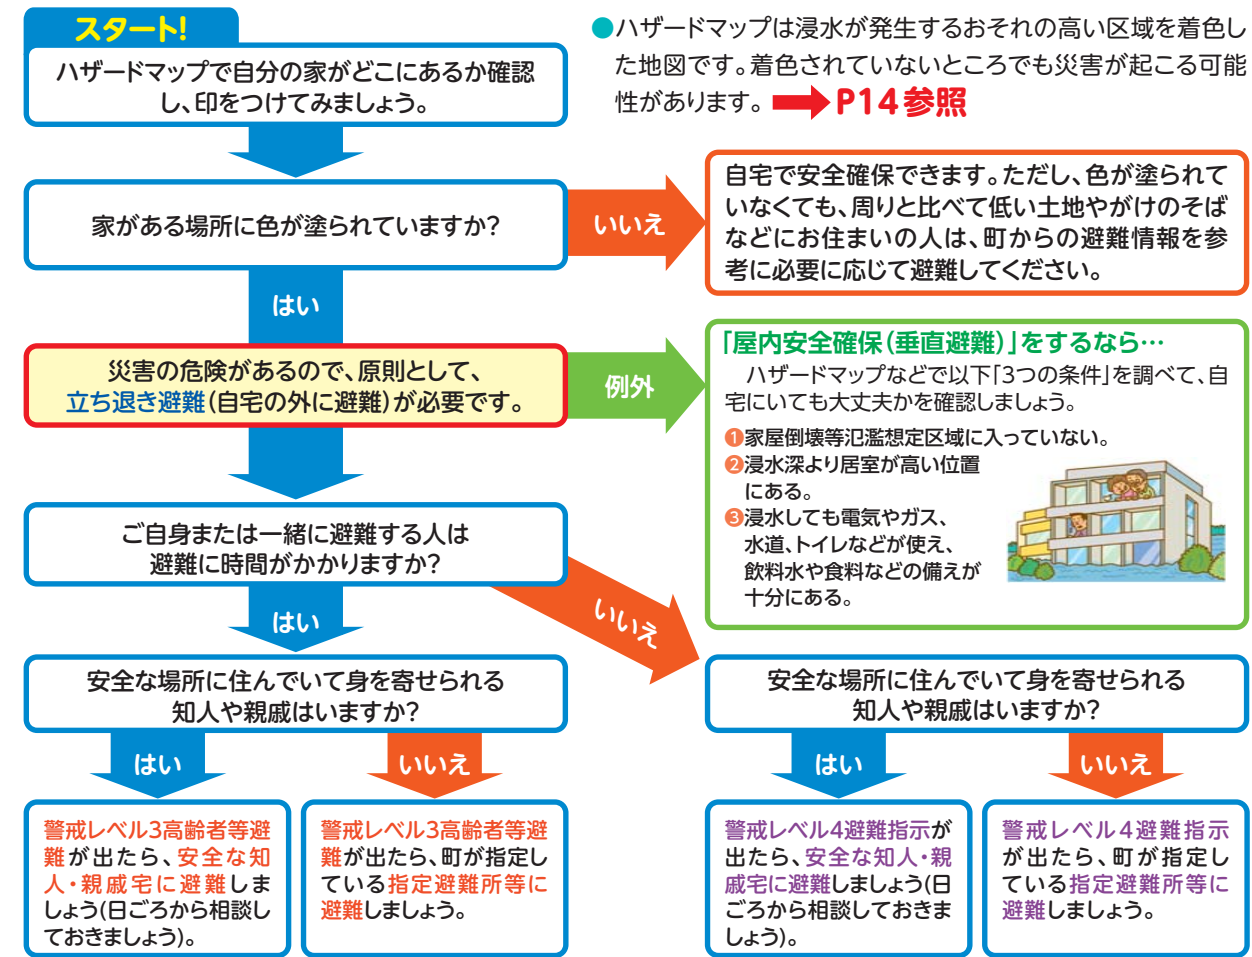 スタート!
ハザードマップで自分の家がどこにあるか確認
し、印をつけてみましょう。
●ハザードマップは浸水が発生するおそれの高い区域を着色し
た地図です。着色されていないところでも災害が起こる可能
性があります。 ➡ P14参照
家がある場所に色が塗られていますか?
いいえ
自宅で安全確保できます。ただし、色が塗られて
いなくても、周りと比べて低い土地やがけのそば
などにお住まいの人は、町からの避難情報を参
考に必要に応じて避難してください。
はい
災害の危険があるので、原則として、
立ち退き避難(自宅の外に避難)が必要です。
例外
「屋内安全確保(垂直避難)」をするなら…
ハザードマップなどで以下「3つの条件」を調べて、自
宅にいても大丈夫かを確認しましょう。
❶家屋倒壊等氾濫想定区域に入っていない。
❷浸水深より居室が高い位置
にある。
❸浸水しても電気やガス、
水道、トイレなどが使え、
飲料水や食料などの備えが
十分にある。
ご自身または一緒に避難する人は
避難に時間がかかりますか?
はい
いいえ
安全な場所に住んでいて身を寄せられる
知人や親戚はいますか?
はい
いいえ
警戒レベル3高齢者等避
難が出たら、安全な知
人・親戚宅に避難しま
しょう(日ごろから相談し
ておきましょう)。
警戒レベル3高齢者等避
難が出たら、町が指定し
ている指定避難所等に
避難しましょう。
安全な場所に住んでいて身を寄せられる
知人や親戚はいますか?
はい
いいえ
警戒レベル4避難指示が
出たら、安全な知人・親
戚宅に避難しましょう(日
ごろから相談しておきま
しょう)。
警戒レベル4避難指示
が出たら、町が指定し
ている指定避難所等に
避難しましょう。